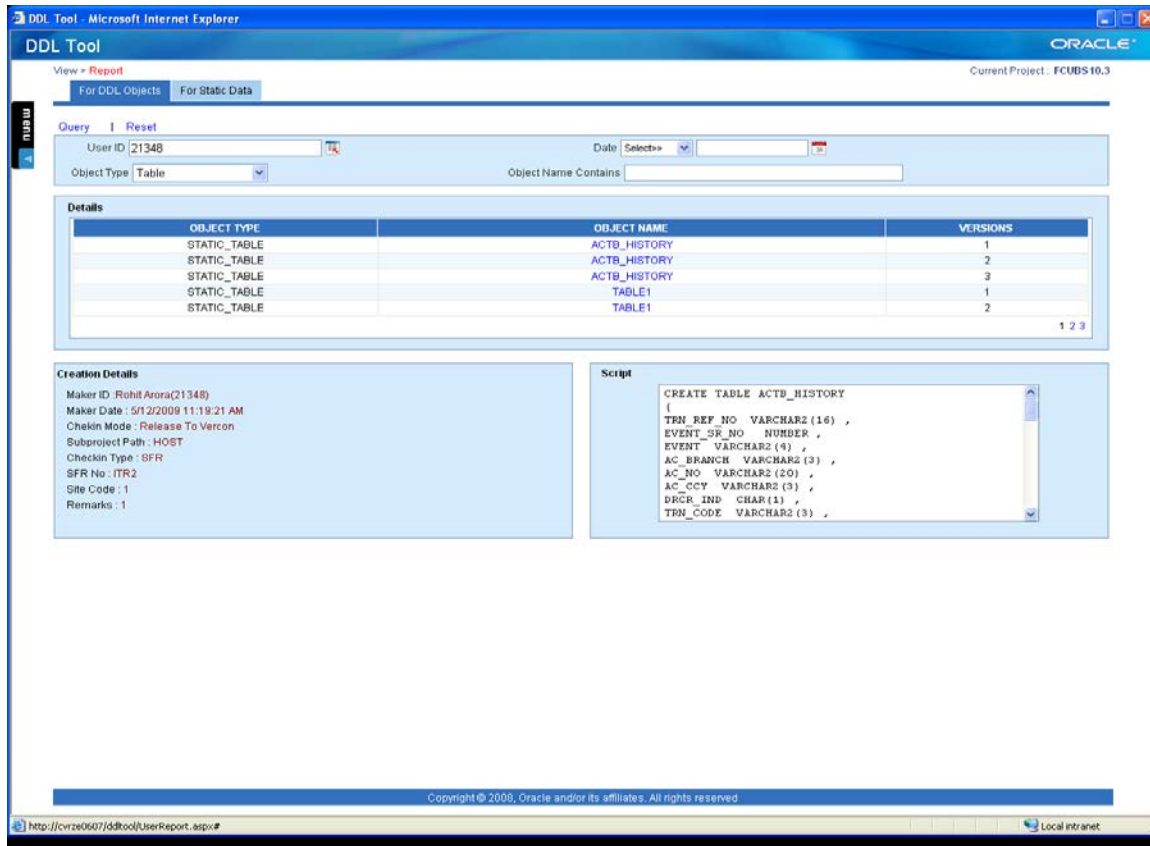 DDL Tool - Microsoft Internet Explorer
DDL Tool
ORACLE
View » Report
Current Project : FCUBS10.3
For DDL Objects
For Static Data
menu
Query | Reset
User ID 21348
Date Select>>
Object Type Table
Object Name Contains
Details
OBJECT TYPE OBJECT NAME VERSIONS
STATIC_TABLE ACTB_HISTORY 1
STATIC_TABLE ACTB_HISTORY 2
STATIC_TABLE ACTB_HISTORY 3
STATIC_TABLE TABLE1 1
STATIC_TABLE TABLE1 2
1 2 3
Creation Details
Maker ID :Rohit Arora(21348)
Maker Date : 5/12/2009 11:19:21 AM
Chekin Mode : Release To Vercon
Subproject Path : HOST
Checkin Type : SFR
SFR No : ITR2
Site Code : 1
Remarks : 1
Script
CREATE TABLE ACTB_HISTORY
(
TRN_REF_NO VARCHAR2(16) ,
EVENT_SR_NO NUMBER ,
EVENT VARCHAR2(4) ,
AC_BRANCH VARCHAR2(3) ,
AC_NO VARCHAR2(20) ,
AC_CCY VARCHAR2(3) ,
DRCR_IND CHAR(1) ,
TRN_CODE VARCHAR2(3) ,
Copyright © 2008, Oracle and/or its affiliates. All rights reserved
http://cvrze0607/ddltool/UserReport.aspx#
Local intranet